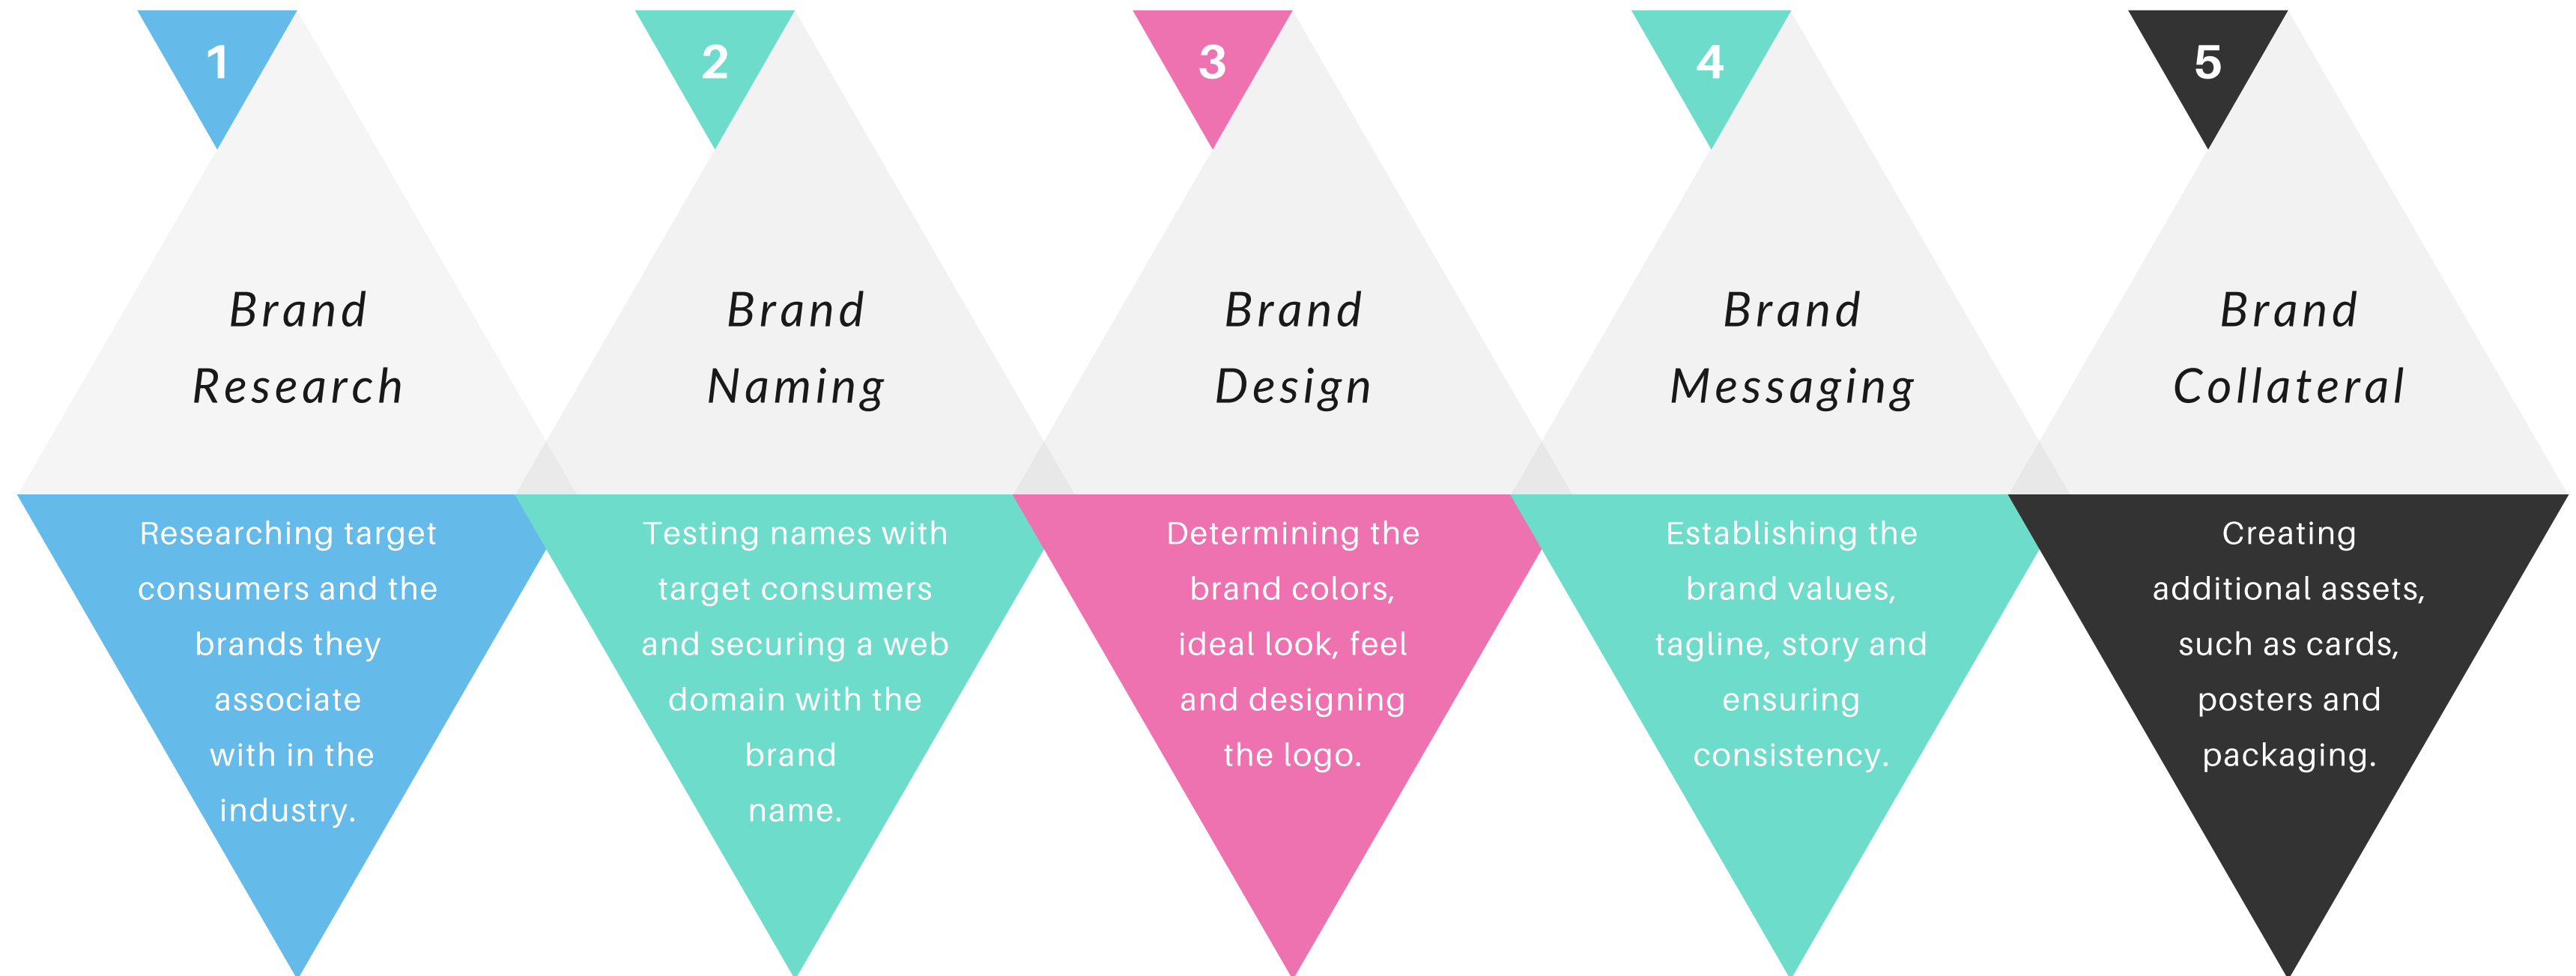 1
Brand
Research
Researching target
consumers and the
brands they
associate
with in the
industry.
2
Brand
Naming
Testing names with
target consumers
and securing a web
domain with the
brand
name.
3
Brand
Design
Determining the
brand colors,
ideal look, feel
and designing
the logo.
4
Brand
Messaging
Establishing the
brand values,
tagline, story and
ensuring
consistency.
5
Brand
Collateral
Creating
additional assets,
such as cards,
posters and
packaging.